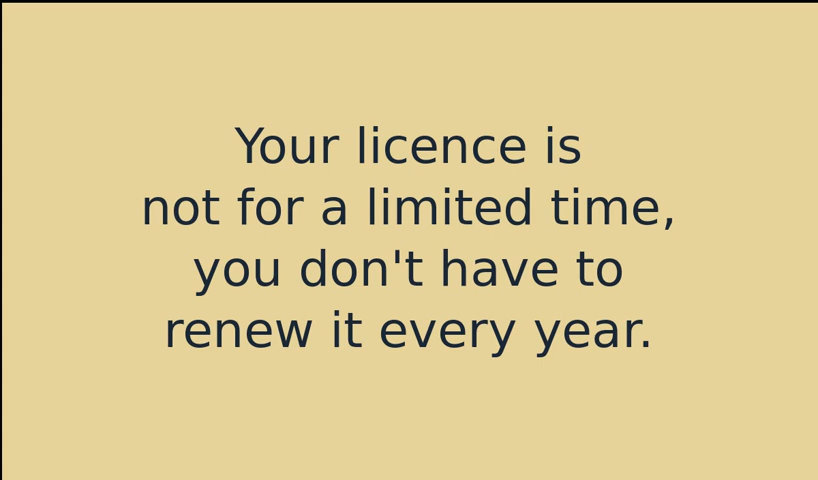 Your licence is
not for a limited time,
you don't have to
renew it every year.